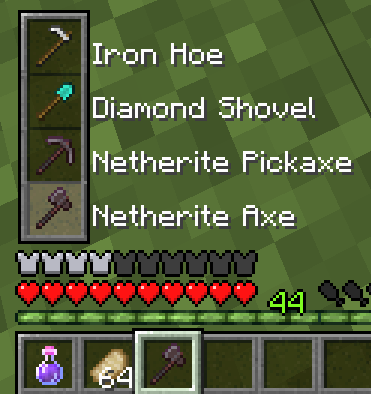 Iron Hoe
Diamond Shovel
Netherite Pickaxe
Netherite Axe
44
64